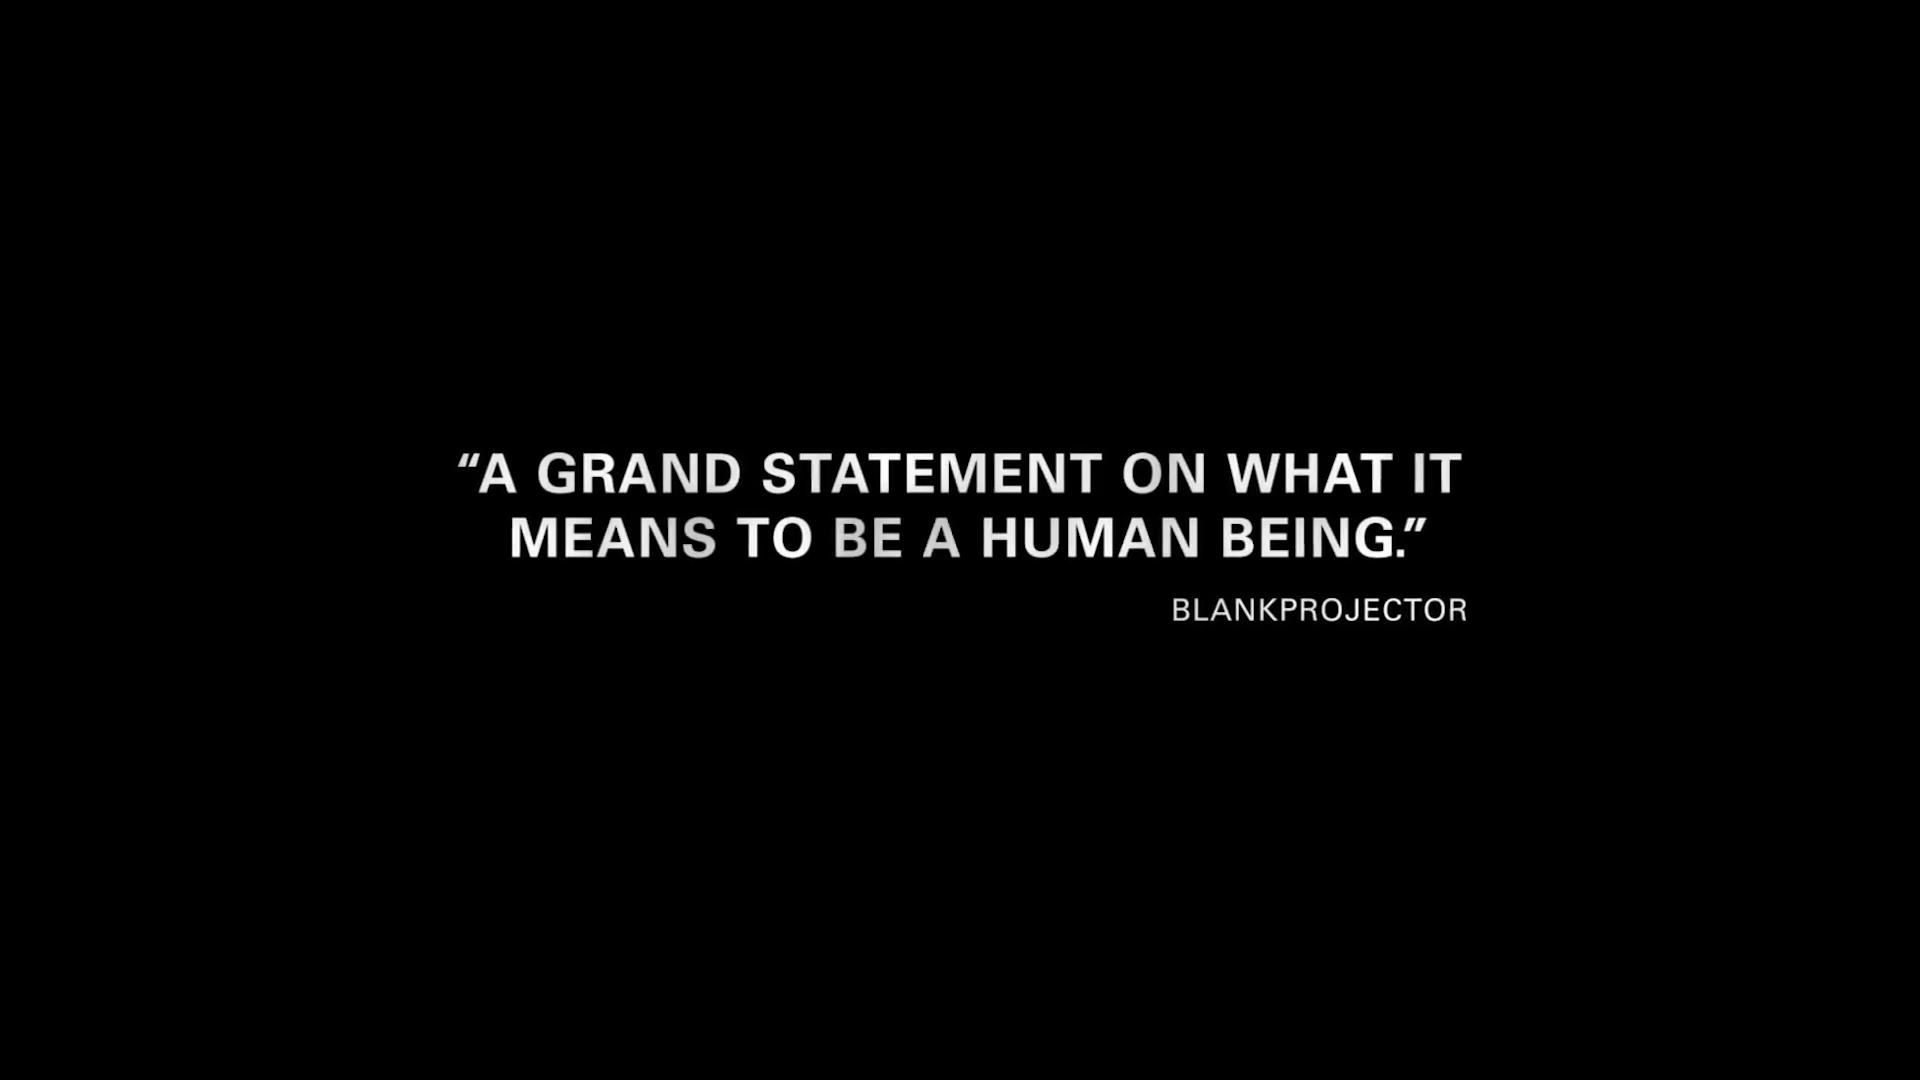 “A GRAND STATEMENT ON WHAT IT
MEANS TO BE A HUMAN BEING.”
BLANKPROJECTOR